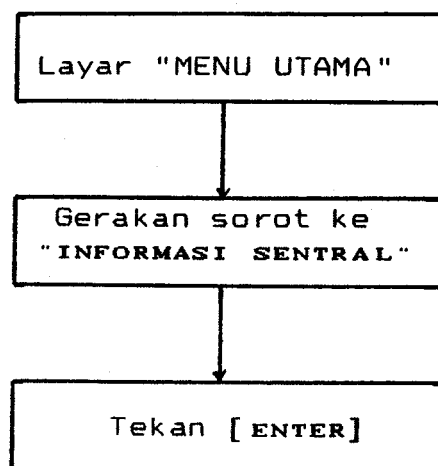 Layar "MENU UTAMA"
Gerakan sorot ke
"INFORMASI SENTRAL"
Tekan [ENTER]